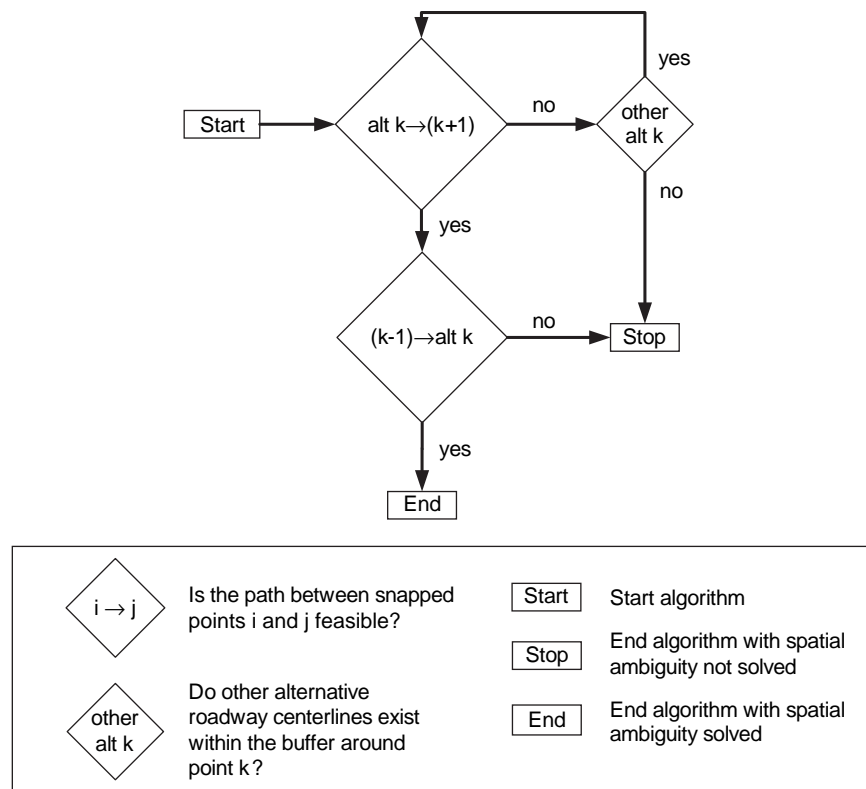 yes
Start
alt k→(k+1)
no
other
alt k
yes
no
(k-1)→alt k
no
Stop
yes
End
i → j
Is the path between snapped
points i and j feasible?
other
alt k
Do other alternative
roadway centerlines exist
within the buffer around
point k?
Start
Start algorithm
Stop
End algorithm with spatial
ambiguity not solved
End
End algorithm with spatial
ambiguity solved